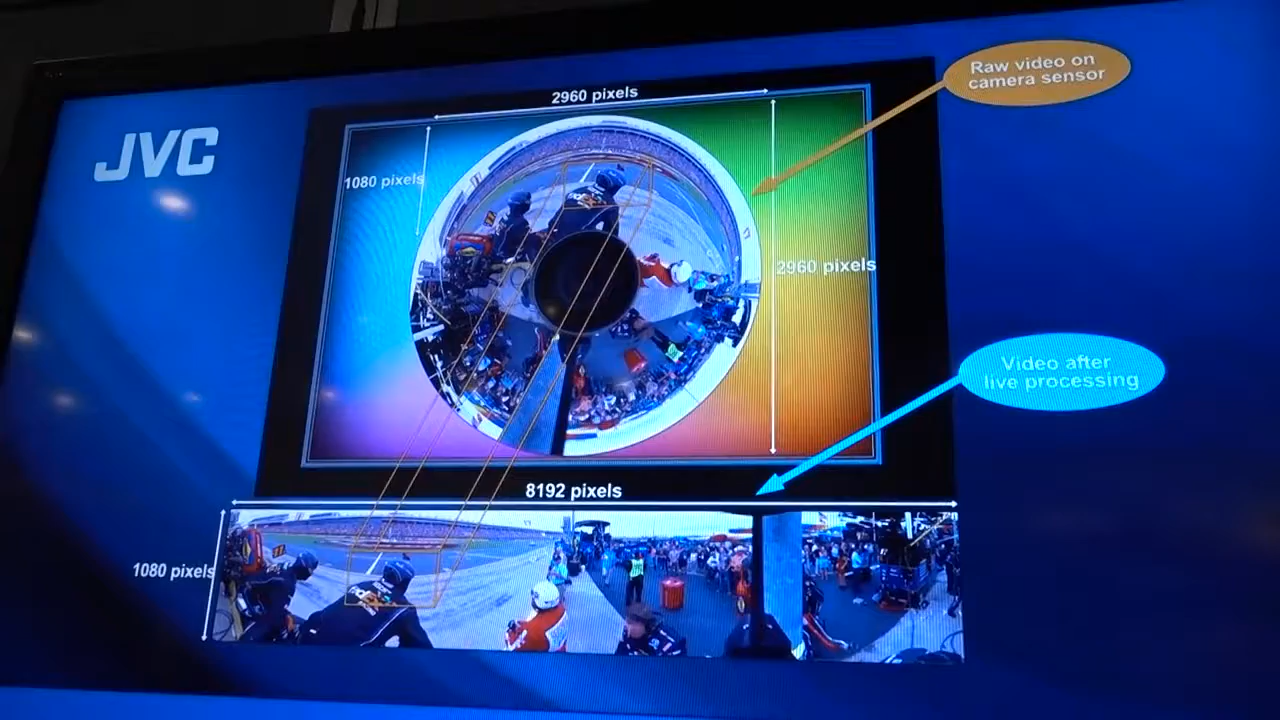 JVC
Raw video on
camera sensor
2960 pixels
1080 pixels
2960 pixels
Video after
live processing
8192 pixels
1080 pixels